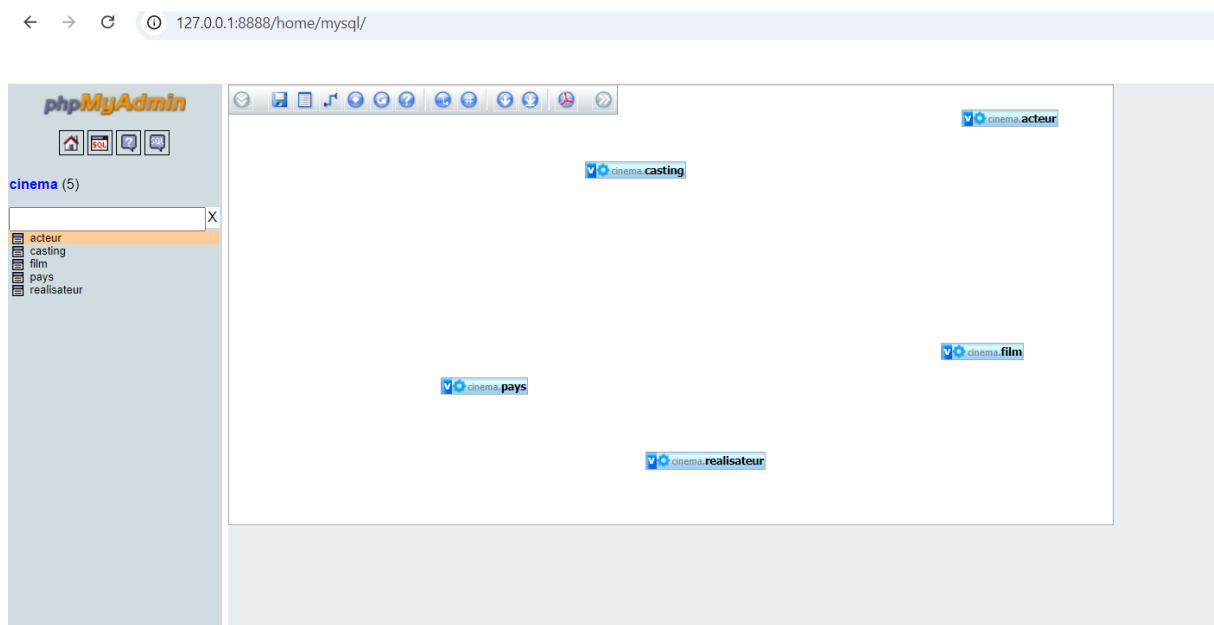 127.0.0.1:8888/home/mysql/
phpMyAdmin
SQL
cinema (5)
X
acteur
casting
film
pays
realisateur
v cinema.acteur
v cinema.casting
v cinema.film
v cinema.pays
v cinema.realisateur